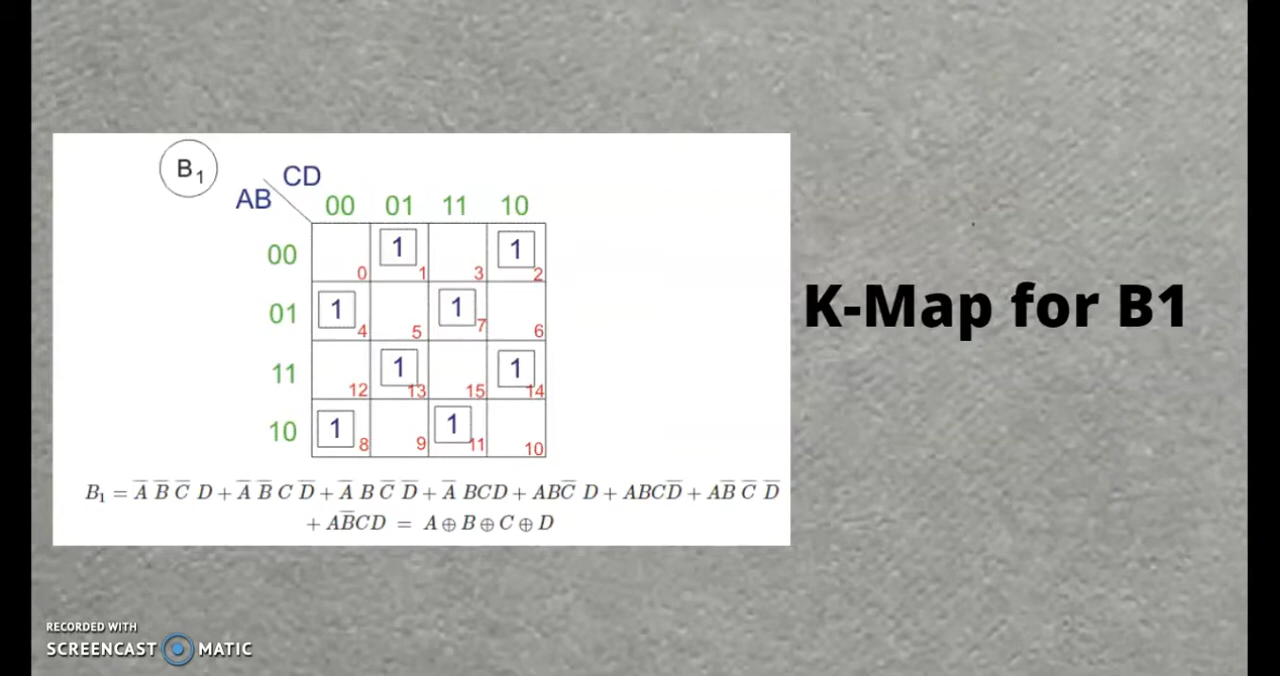 B₁
CD
AB
00 01 11 10
00 1 1
0 1 3 2
01 1 1
4 5 7 6
11 1 1
12 13 15 14
10 1 1
8 9 11 10
K-Map for B1
B₁ = A̅ B̅ C̅ D + A̅ B̅ C D̅ + A̅ B C̅ D̅ + A̅ BCD + ABC̅ D + ABCD̅ + AB̅ C̅ D̅
+ AB̅CD = A ⊕ B ⊕ C ⊕ D
RECORDED WITH
SCREENCAST MATIC